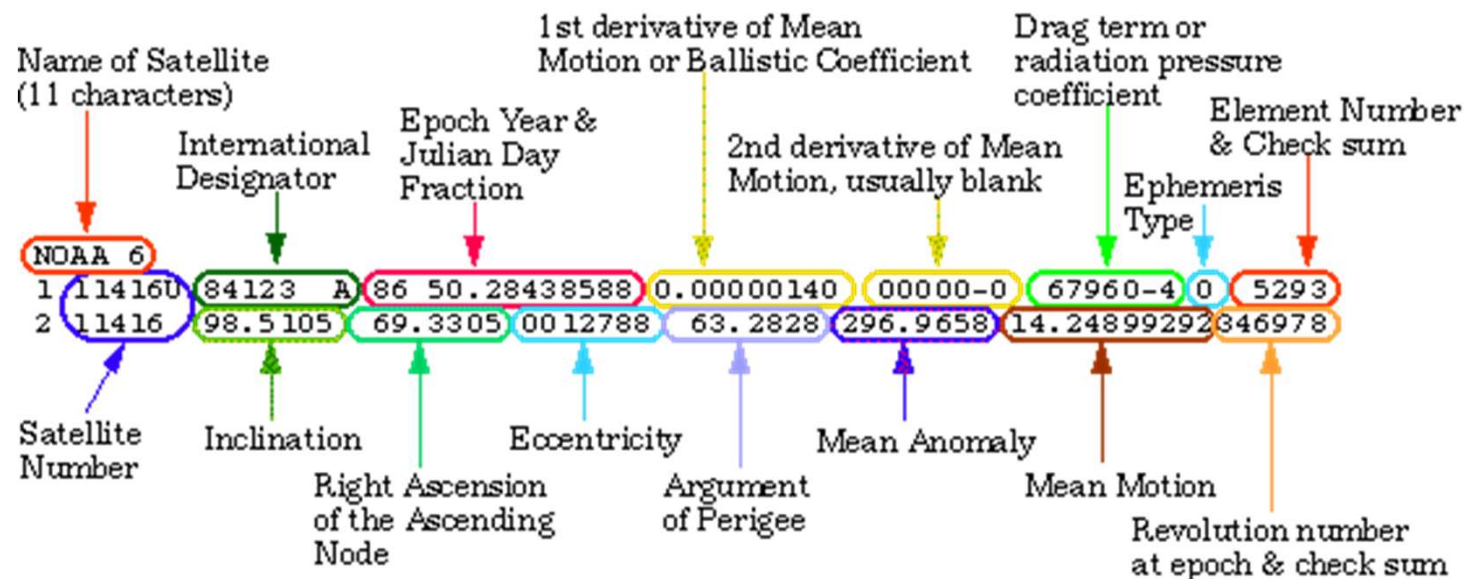 Name of Satellite
(11 characters)
International
Designator
Epoch Year &
Julian Day
Fraction
1st derivative of Mean
Motion or Ballistic Coefficient
2nd derivative of Mean
Motion, usually blank
Drag term or
radiation pressure
coefficient
Ephemeris
Type
Element Number
& Check sum
NOAA 6
1 11416U 84123 A 86 50.28438588 0.00000140 00000-0 67960-4 0 5293
2 11416 98.5105 69.3305 0012788 63.2828 296.9658 14.24899292 346978
Satellite
Number
Inclination
Right Ascension
of the Ascending
Node
Eccentricity
Argument
of Perigee
Mean Anomaly
Mean Motion
Revolution number
at epoch & check sum